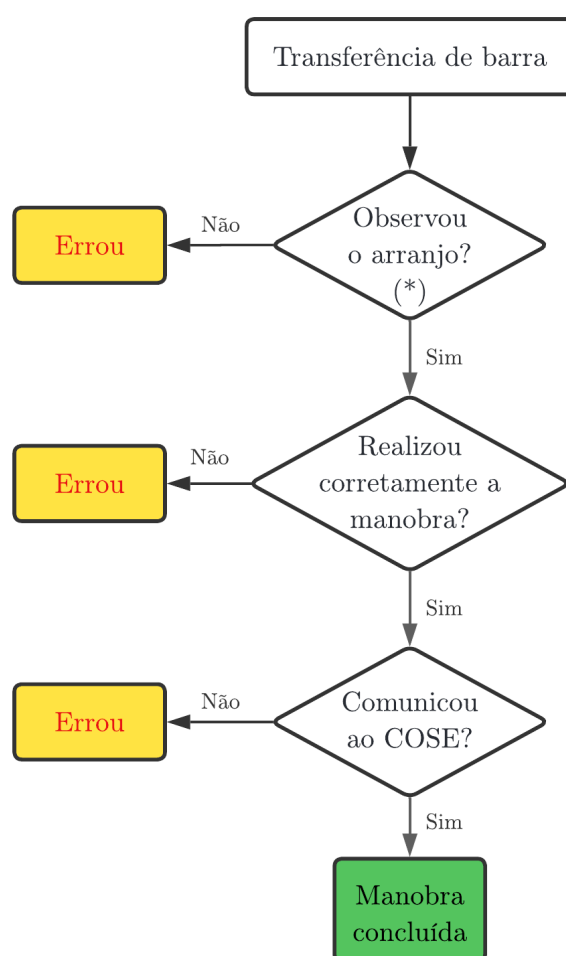 Transferência de barra
Observou
o arranjo?
(*)
Não
Errou
Sim
Realizou
corretamente a
manobra?
Não
Errou
Sim
Comunicou
ao COSE?
Não
Errou
Sim
Manobra
concluída